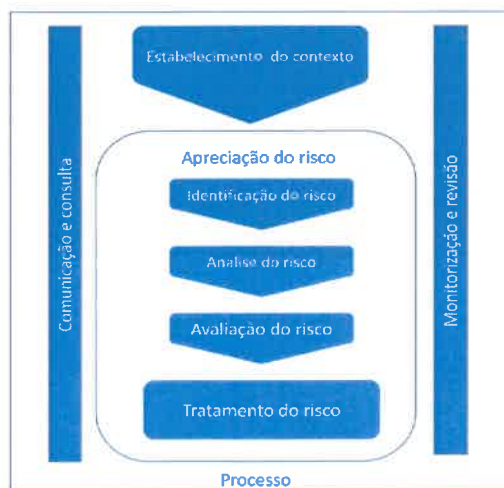 Estabelecimento do contexto
Comunicação e consulta
Apreciação do risco
Identificação do risco
Analise do risco
Avaliação do risco
Tratamento do risco
Monitorização e revisão
Processo